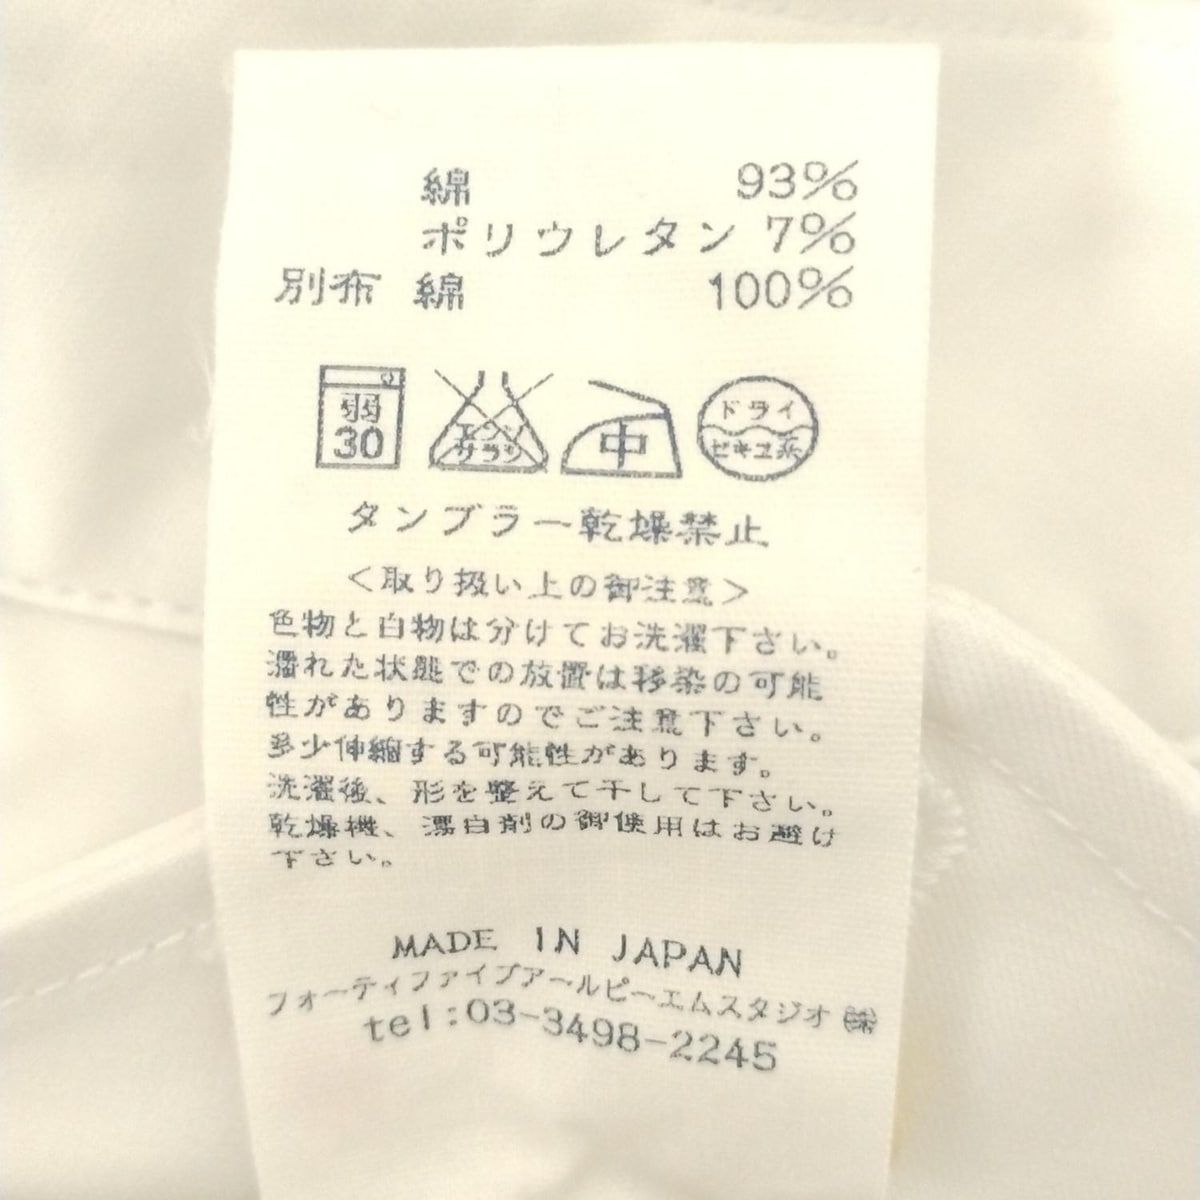 綿 93%
ポリウレタン 7%
別布 綿 100%
弱
30
エンソ
サラシ
中
ドライ
セキユ系
タンブラー乾燥禁止
<取り扱い上の御注意>
色物と白物は分けてお洗濯下さい。
濡れた状態での放置は移染の可能
性がありますのでご注意下さい。
多少伸縮する可能性があります。
洗濯後、形を整えて干して下さい。
乾燥機、漂白剤の御使用はお避け
下さい。
MADE IN JAPAN
フォーティファイブアールピーエムスタジオ ㈱
tel:03-3498-2245